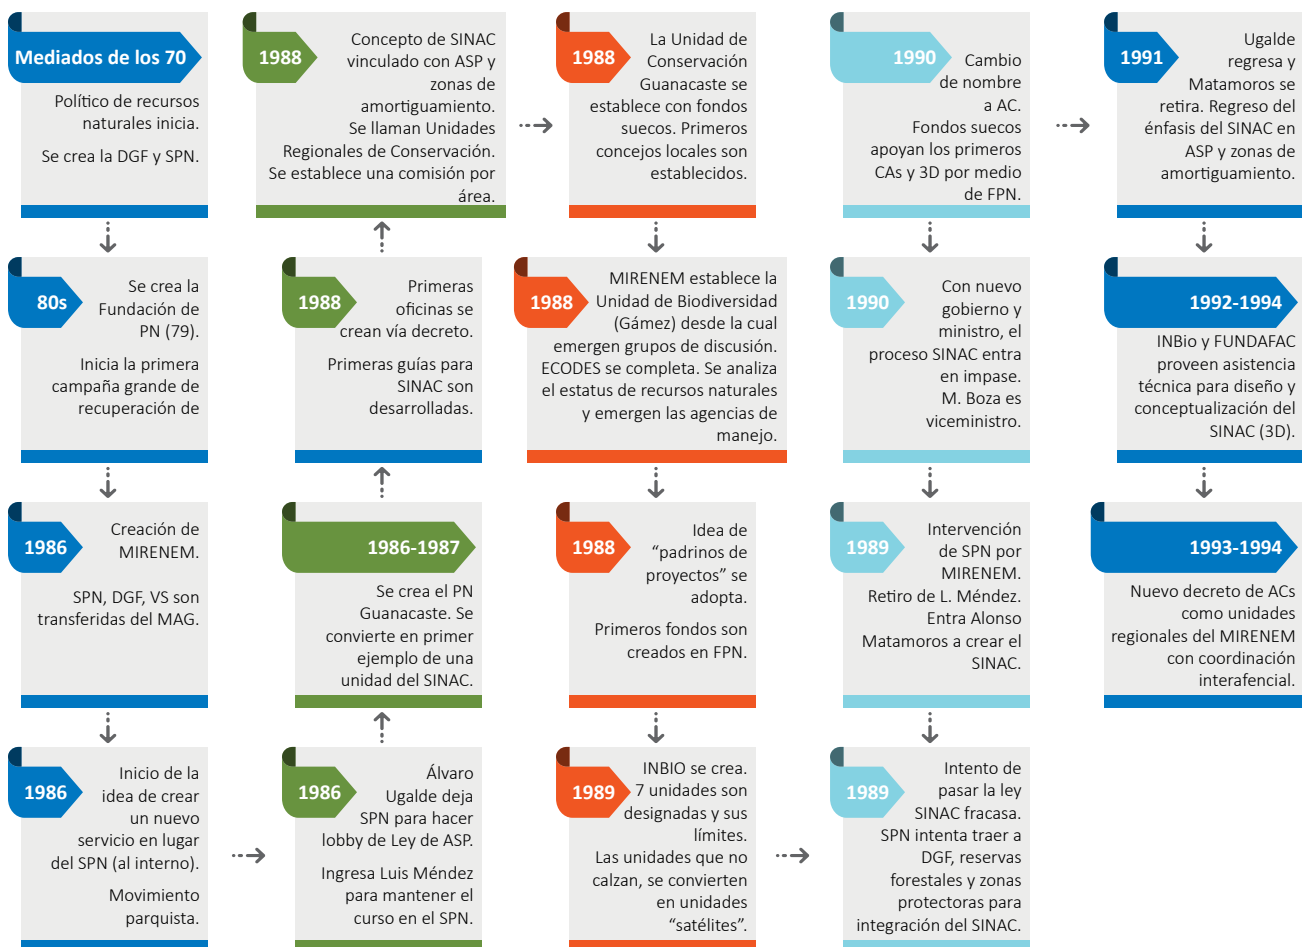 Mediados de los 70
Político de recursos
naturales inicia.
Se crea la DGF y SPN.
80s
Se crea la
Fundación de
PN (79).
Inicia la primera
campaña grande de
recuperación de
1986
Creación de
MIRENEM.
SPN, DGF, VS son
transferidas del MAG.
1986
Inicio de la
idea de crear
un nuevo
servicio en lugar
del SPN (al interno).
Movimiento
parquista.
1986
Álvaro
Ugalde deja
SPN para hacer
lobby de Ley de ASP.
Ingresa Luis Méndez
para mantener el
curso en el SPN.
1986-1987
Se crea el PN
Guanacaste. Se
convierte en primer
ejemplo de una
unidad del SINAC.
1988
Primeras
oficinas se
crean vía decreto.
Primeras guías para
SINAC son
desarrolladas.
1988
Concepto de SINAC
vinculado con ASP y
zonas de
amortiguamiento.
Se llaman Unidades
Regionales de Conservación.
Se establece una comisión por
área.
1988
La Unidad de
Conservación
Guanacaste se
establece con fondos
suecos. Primeros
concejos locales son
establecidos.
1988
MIRENEM establece la
Unidad de Biodiversidad
(Gámez) desde la cual
emergen grupos de discusión.
ECODES se completa. Se analiza
el estatus de recursos naturales
y emergen las agencias de
manejo.
1988
Idea de
“padrinos de
proyectos” se
adopta.
Primeros fondos son
creados en FPN.
1989
INBIO se crea.
7 unidades son
designadas y sus
límites.
Las unidades que no
calzan, se convierten
en unidades
“satélites”.
1989
Intento de
pasar la ley
SINAC fracasa.
SPN intenta traer a
DGF, reservas
forestales y zonas
protectoras para
integración del SINAC.
1989
Intervención
de SPN por
MIRENEM.
Retiro de L. Méndez.
Entra Alonso
Matamoros a crear el
SINAC.
1990
Con nuevo
gobierno y
ministro, el
proceso SINAC entra
en impase.
M. Boza es
viceministro.
1990
Cambio
de nombre
a AC.
Fondos suecos
apoyan los primeros
CAs y 3D por medio
de FPN.
1991
Ugalde
regresa y
Matamoros se
retira. Regreso del
énfasis del SINAC en
ASP y zonas de
amortiguamiento.
1992-1994
INBio y FUNDAFAC
proveen asistencia
técnica para diseño y
conceptualización del
SINAC (3D).
1993-1994
Nuevo decreto de ACs
como unidades
regionales del MIRENEM
con coordinación
interafencial.